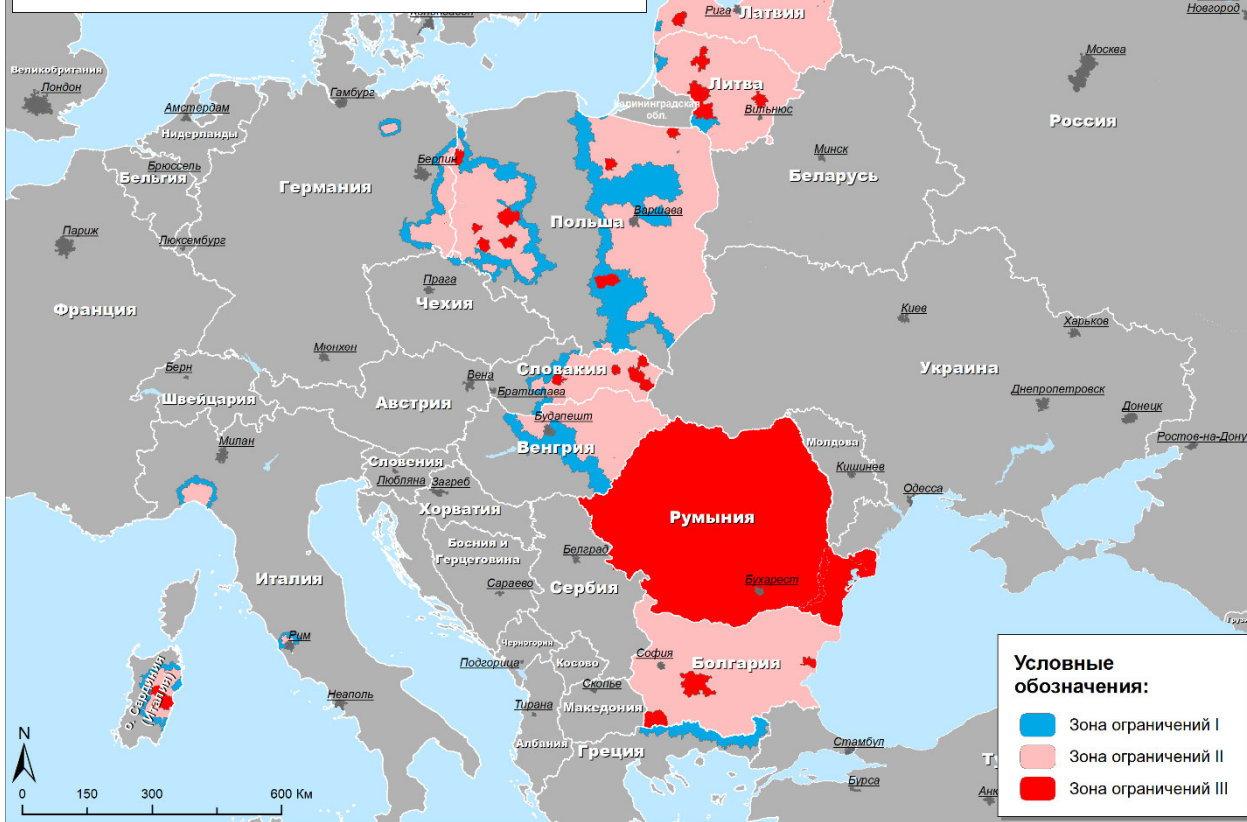 Рига
Латвия
Новгород
Москва
Великобритания
Лондон
Гамбург
Амстердам
Нидерланды
Литва
Калининградская
обл.
Вильнюс
Россия
Минск
Беларусь
Брюссель
Бельгия
Берлин
Германия
Польша
Варшава
Париж
Люксембург
Прага
Чехия
Франция
Киев
Харьков
Мюнхен
Берн
Швейцария
Вена
Австрия
Словакия
Братислава
Украина
Днепропетровск
Донецк
Будапешт
Венгрия
Милан
Молдова
Кишинев
Ростов-на-Дону
Словения
Любляна
Загреб
Одесса
Хорватия
Румыния
Босния и
Герцеговина
Белград
Италия
Сараево
Сербия
Бухарест
Рим
Черногория
Подгорица
Косово
София
Болгария
о. Сардиния
(Италия)
Неаполь
Скопье
Тирана
Македония
Албания
Греция
Стамбул
Бурса
N
0 150 300 600 Км
Условные
обозначения:
Зона ограничений I
Зона ограничений II
Зона ограничений III